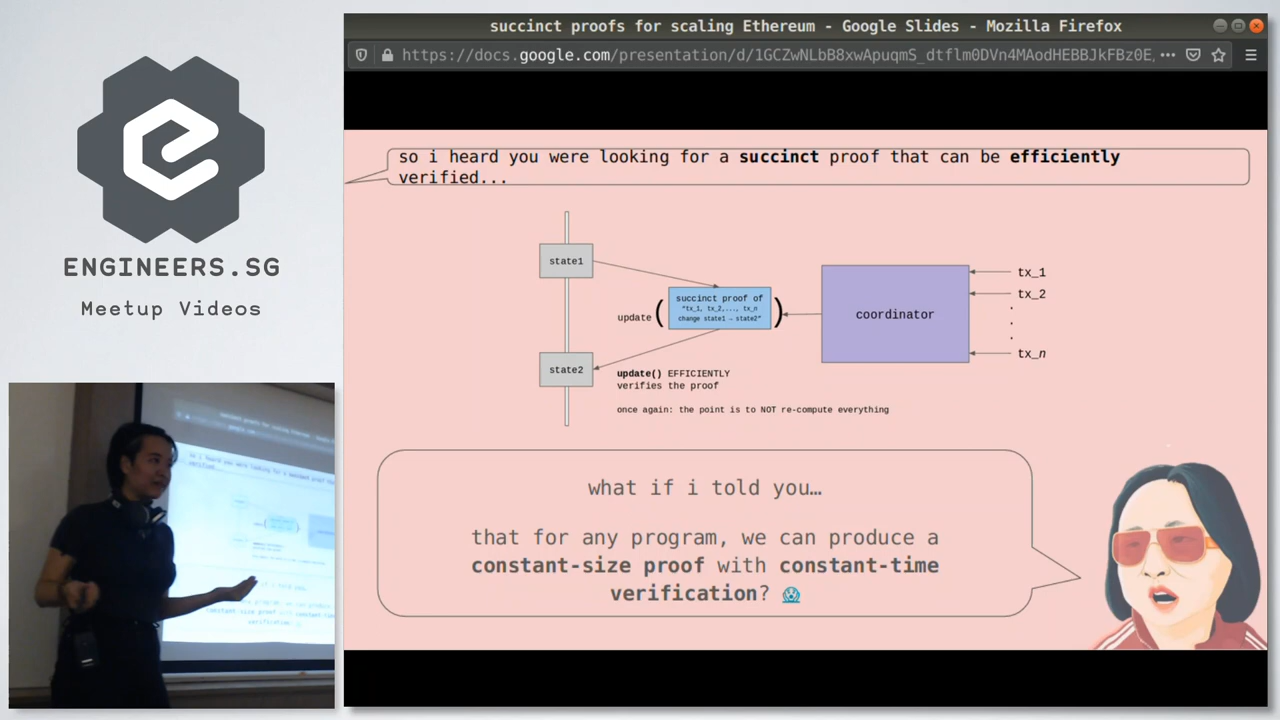 succinct proofs for scaling Ethereum - Google Slides - Mozilla Firefox
https://docs.google.com/presentation/d/1GCZwNLbB8xwApuqmS_dtflm0DVn4MAodHEBBJkFBz0E,
so i heard you were looking for a succinct proof that can be efficiently
verified...
state1
succinct proof of
"tx_1, tx_2,..., tx_n
change state1 → state2"
update ( )
coordinator
tx_1
tx_2
.
.
.
tx_n
state2
update() EFFICIENTLY
verifies the proof
once again: the point is to NOT re-compute everything
what if i told you…
that for any program, we can produce a
constant-size proof with constant-time
verification? 😱
ENGINEERS.SG
Meetup Videos